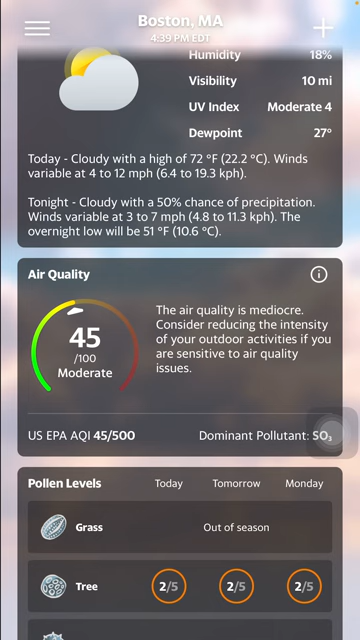 Boston, MA
4:39 PM EDT
Humidity 18%
Visibility 10 mi
UV Index Moderate 4
Dewpoint 27°
Today - Cloudy with a high of 72 °F (22.2 °C). Winds
variable at 4 to 12 mph (6.4 to 19.3 kph).
Tonight - Cloudy with a 50% chance of precipitation.
Winds variable at 3 to 7 mph (4.8 to 11.3 kph). The
overnight low will be 51 °F (10.6 °C).
Air Quality
45
/100
Moderate
The air quality is mediocre.
Consider reducing the intensity
of your outdoor activities if you
are sensitive to air quality
issues.
US EPA AQI 45/500 Dominant Pollutant: SO₃
Pollen Levels Today Tomorrow Monday
Grass Out of season
Tree 2/5 2/5 2/5